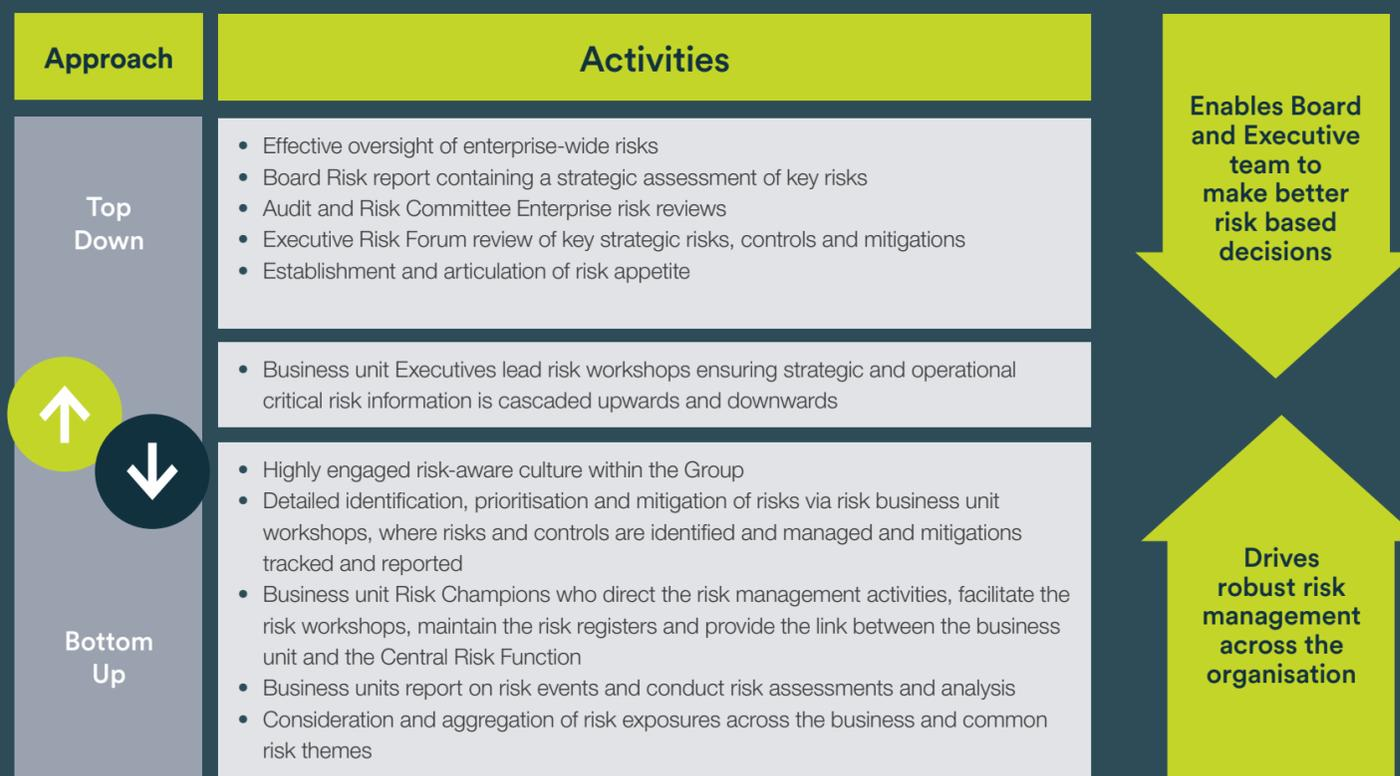 Approach
Activities
Top
Down
• Effective oversight of enterprise-wide risks
• Board Risk report containing a strategic assessment of key risks
• Audit and Risk Committee Enterprise risk reviews
• Executive Risk Forum review of key strategic risks, controls and mitigations
• Establishment and articulation of risk appetite
Enables Board
and Executive
team to
make better
risk based
decisions
• Business unit Executives lead risk workshops ensuring strategic and operational
critical risk information is cascaded upwards and downwards
Bottom
Up
• Highly engaged risk-aware culture within the Group
• Detailed identification, prioritisation and mitigation of risks via risk business unit
workshops, where risks and controls are identified and managed and mitigations
tracked and reported
• Business unit Risk Champions who direct the risk management activities, facilitate the
risk workshops, maintain the risk registers and provide the link between the business
unit and the Central Risk Function
• Business units report on risk events and conduct risk assessments and analysis
• Consideration and aggregation of risk exposures across the business and common
risk themes
Drives
robust risk
management
across the
organisation